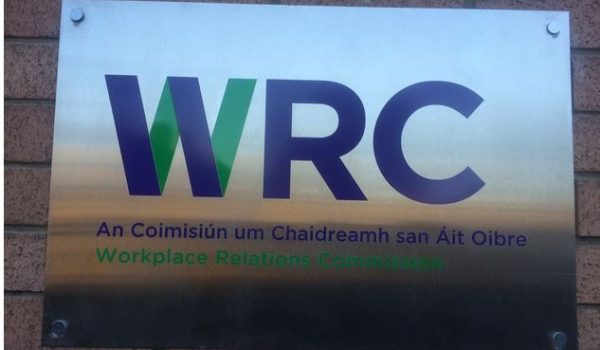 WRC
An Coimisiún um Chaidreamh san Áit Oibre
Workplace Relations Commission